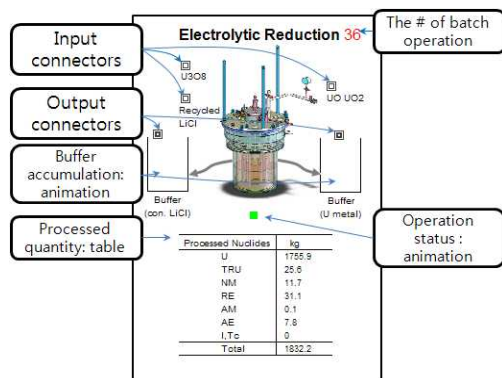 Input
connectors
Output
connectors
Buffer
accumulation:
animation
Processed
quantity: table
Electrolytic Reduction 36
The # of batch
operation
U3O8
UO UO2
Recycled
LiCl
Buffer
(con. LiCl)
Buffer
(U metal)
Operation
status :
animation
Processed Nuclides kg
U 1755.9
TRU 25.6
NM 11.7
RE 31.1
AM 0.1
AE 7.8
I,Tc 0
Total 1832.2